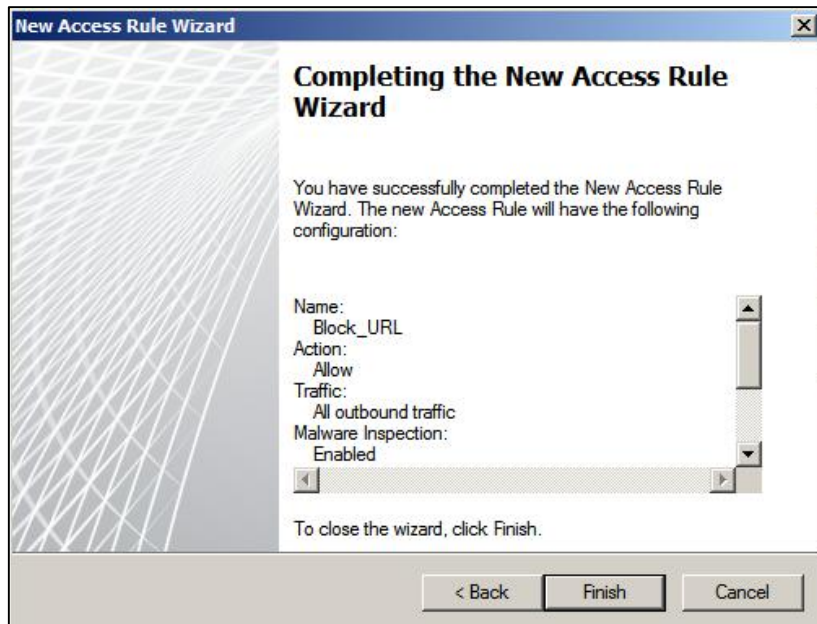 New Access Rule Wizard
Completing the New Access Rule
Wizard
You have successfully completed the New Access Rule
Wizard. The new Access Rule will have the following
configuration:
Name:
Block_URL
Action:
Allow
Traffic:
All outbound traffic
Malware Inspection:
Enabled
To close the wizard, click Finish.
< Back
Finish
Cancel